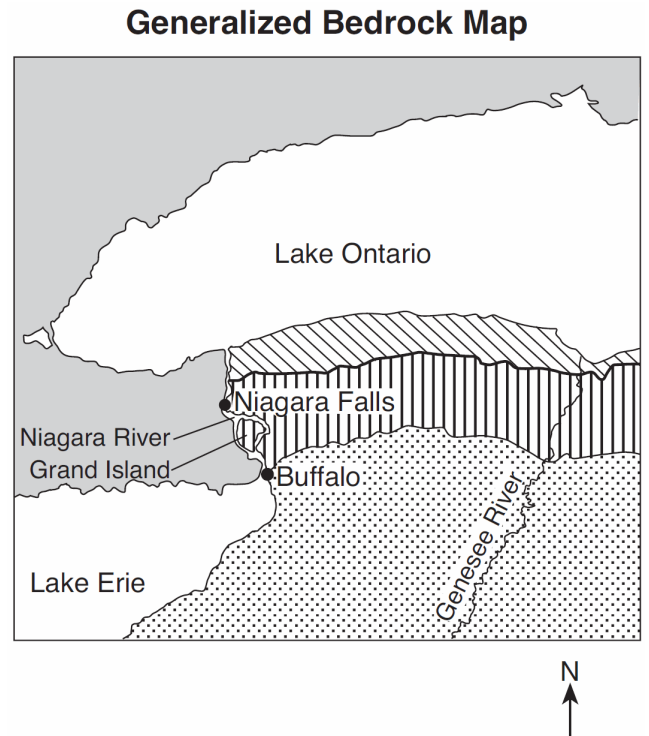 Generalized Bedrock Map
Lake Ontario
Niagara Falls
Niagara River
Grand Island
Buffalo
Genesee River
Lake Erie
N